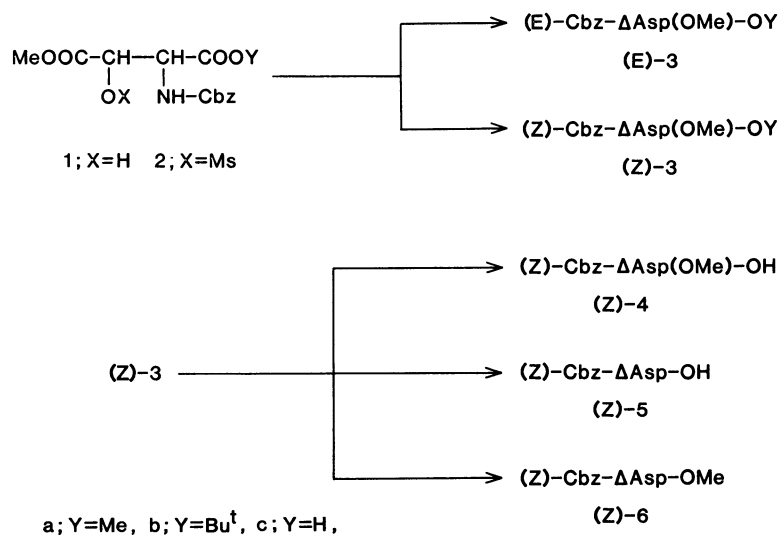 (E)-Cbz-ΔAsp(OMe)-OY
(E)-3
MeOOC-CH-CH-COOY
OX NH-Cbz
(Z)-Cbz-ΔAsp(OMe)-OY
(Z)-3
1; X=H 2; X=Ms
(Z)-Cbz-ΔAsp(OMe)-OH
(Z)-4
(Z)-3
(Z)-Cbz-ΔAsp-OH
(Z)-5
(Z)-Cbz-ΔAsp-OMe
(Z)-6
a; Y=Me, b; Y=Buᵗ, c; Y=H,